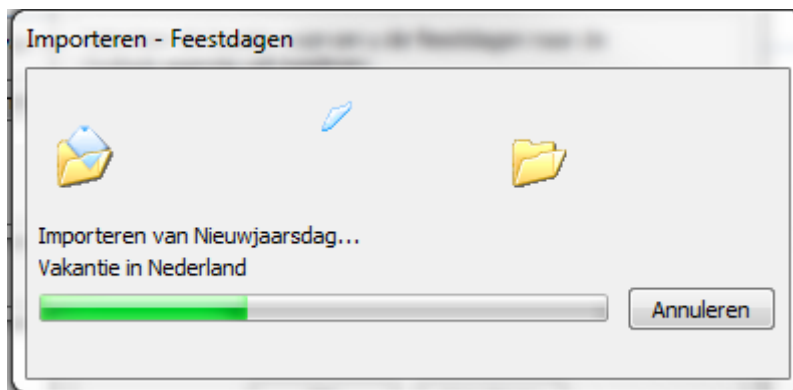 Importeren - Feestdagen
Importeren van Nieuwjaarsdag...
Vakantie in Nederland
Annuleren